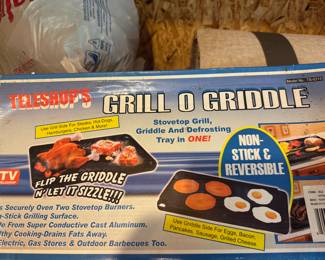 TELESHOP'S GRILL O GRIDDLE
Use Grill Side For Steaks, Hot Dogs,
Hamburgers, Chicken & More!
Stovetop Grill,
Griddle And Defrosting
Tray in ONE!
NON-
STICK &
REVERSIBLE
TV
FLIP THE GRIDDLE
N' LET IT SIZZLE!!!
Use Griddle Side For Eggs, Bacon,
Pancakes, Sausage, Grilled Cheese
s Securely Over Two Stovetop Burners.
-Stick Grilling Surface.
e From Super Conductive Cast Aluminum.
lthy Cooking-Drains Fats Away.
Electric, Gas Stores & Outdoor Barbecues Too.